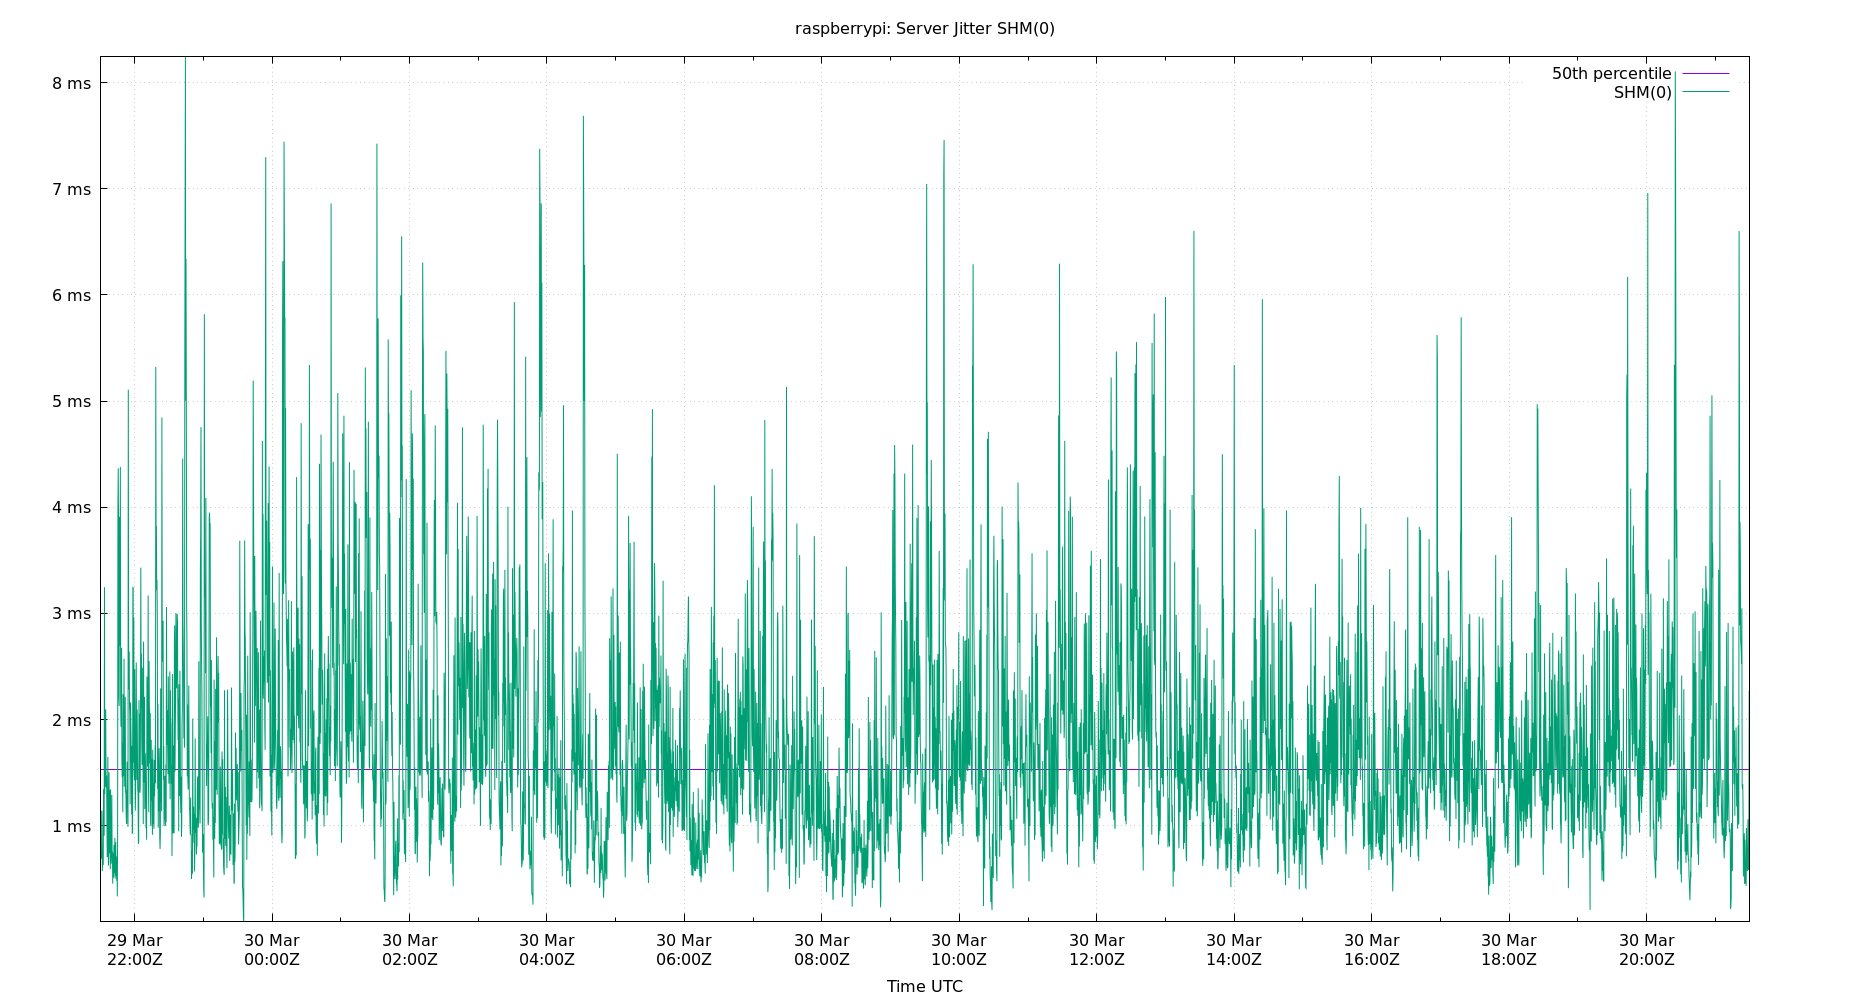 raspberrypi: Server Jitter SHM(0)
50th percentile
SHM(0)
8 ms
7 ms
6 ms
5 ms
4 ms
3 ms
2 ms
1 ms
29 Mar 30 Mar 30 Mar 30 Mar 30 Mar 30 Mar 30 Mar 30 Mar 30 Mar 30 Mar 30 Mar 30 Mar
22:00Z 00:00Z 02:00Z 04:00Z 06:00Z 08:00Z 10:00Z 12:00Z 14:00Z 16:00Z 18:00Z 20:00Z
Time UTC